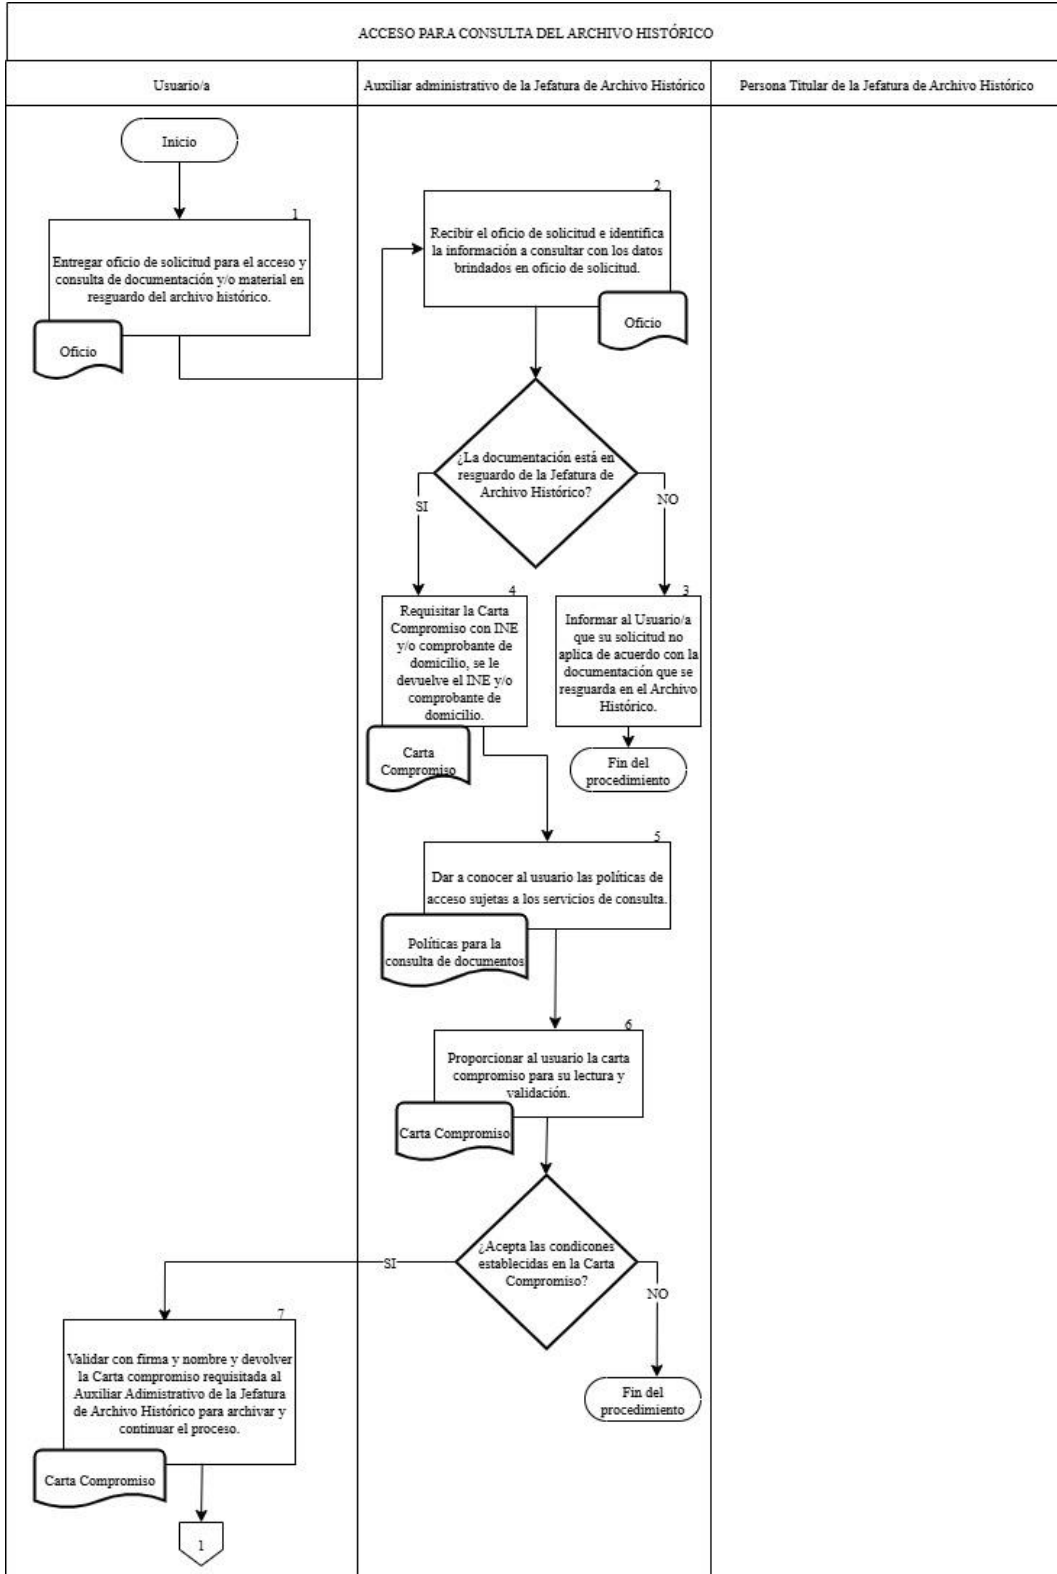 ACCESO PARA CONSULTA DEL ARCHIVO HISTÓRICO
Usuario/a
Auxiliar administrativo de la Jefatura de Archivo Histórico
Persona Titular de la Jefatura de Archivo Histórico
Inicio
1
Entregar oficio de solicitud para el acceso y
consulta de documentación y/o material en
resguardo del archivo histórico.
Oficio
2
Recibir el oficio de solicitud e identifica
la información a consultar con los datos
brindados en oficio de solicitud.
Oficio
¿La documentación está en
resguardo de la Jefatura de
Archivo Histórico?
SI
NO
4
Requisitar la Carta
Compromiso con INE
y/o comprobante de
domicilio, se le
devuelve el INE y/o
comprobante de
domicilio.
Carta
Compromiso
3
Informar al Usuario/a
que su solicitud no
aplica de acuerdo con la
documentación que se
resguarda en el Archivo
Histórico.
Fin del
procedimiento
5
Dar a conocer al usuario las políticas de
acceso sujetas a los servicios de consulta.
Políticas para la
consulta de documentos
6
Proporcionar al usuario la carta
compromiso para su lectura y
validación.
Carta Compromiso
¿Acepta las condicones
establecidas en la Carta
Compromiso?
SI
NO
Fin del
procedimiento
7
Validar con firma y nombre y devolver
la Carta compromiso requisitada al
Auxiliar Adimistrativo de la Jefatura
de Archivo Histórico para archivar y
continuar el proceso.
Carta Compromiso
1